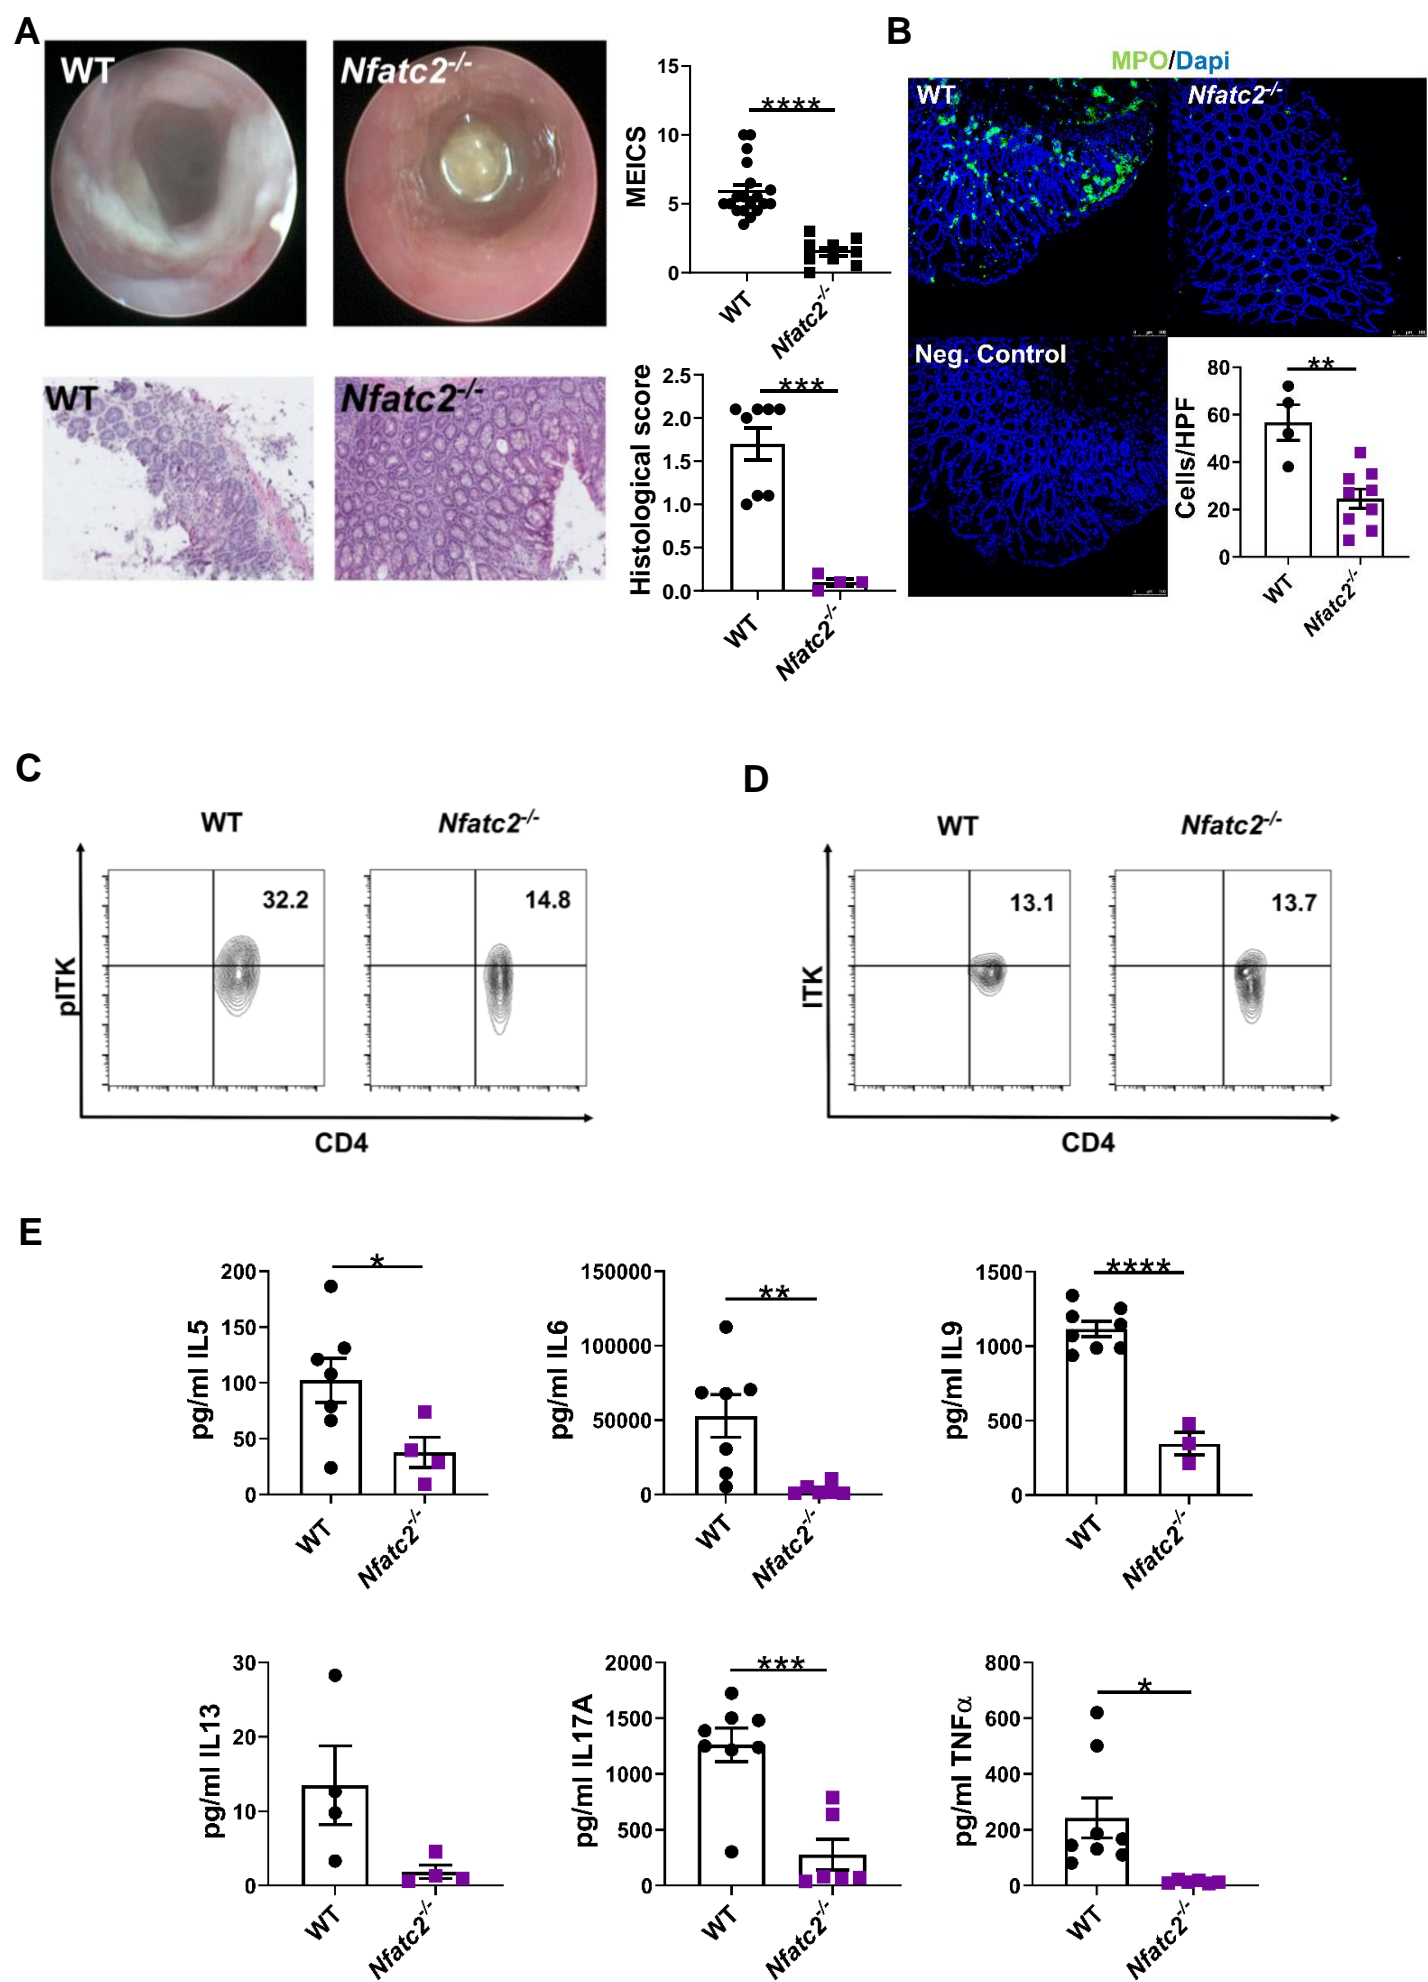 A
WT
Nfatc2-/-
15
10
5
0
MEICS
****
WT
Nfatc2-/-
WT
Nfatc2-/-
2.5
2.0
1.5
1.0
0.5
0.0
Histological score
***
WT
Nfatc2-/-
B
MPO/Dapi
WT
Nfatc2-/-
Neg. Control
80
60
40
20
0
Cells/HPF
**
WT
Nfatc2-/-
C
WT
Nfatc2-/-
32.2
14.8
pITK
CD4
D
WT
Nfatc2-/-
13.1
13.7
ITK
CD4
E
200
150
100
50
0
pg/ml IL5
*
WT
Nfatc2-/-
150000
100000
50000
0
pg/ml IL6
**
WT
Nfatc2-/-
1500
1000
500
0
pg/ml IL9
****
WT
Nfatc2-/-
30
20
10
0
pg/ml IL13
WT
Nfatc2-/-
2000
1500
1000
500
0
pg/ml IL17A
***
WT
Nfatc2-/-
800
600
400
200
0
pg/ml TNFα
*
WT
Nfatc2-/-